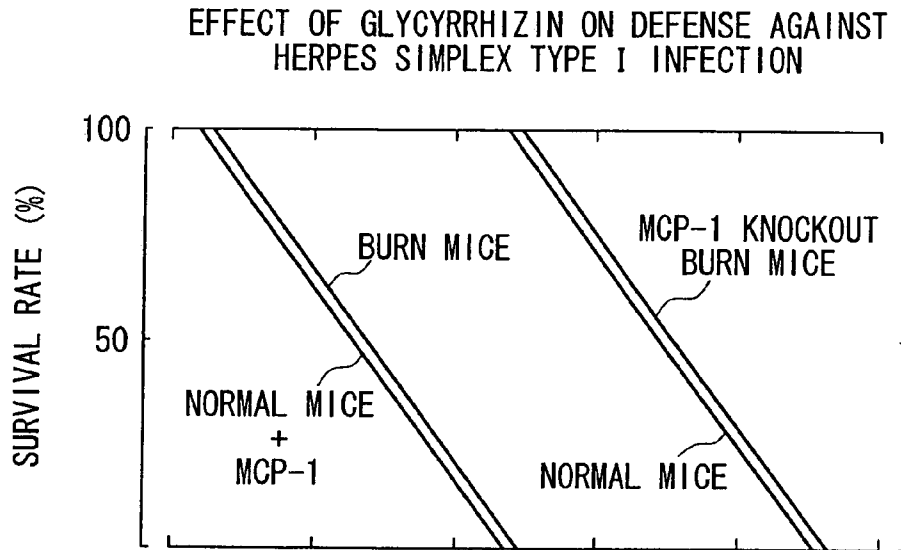 EFFECT OF GLYCYRRHIZIN ON DEFENSE AGAINST
HERPES SIMPLEX TYPE I INFECTION
SURVIVAL RATE (%)
100
50
BURN MICE
NORMAL MICE
+
MCP-1
MCP-1 KNOCKOUT
BURN MICE
NORMAL MICE